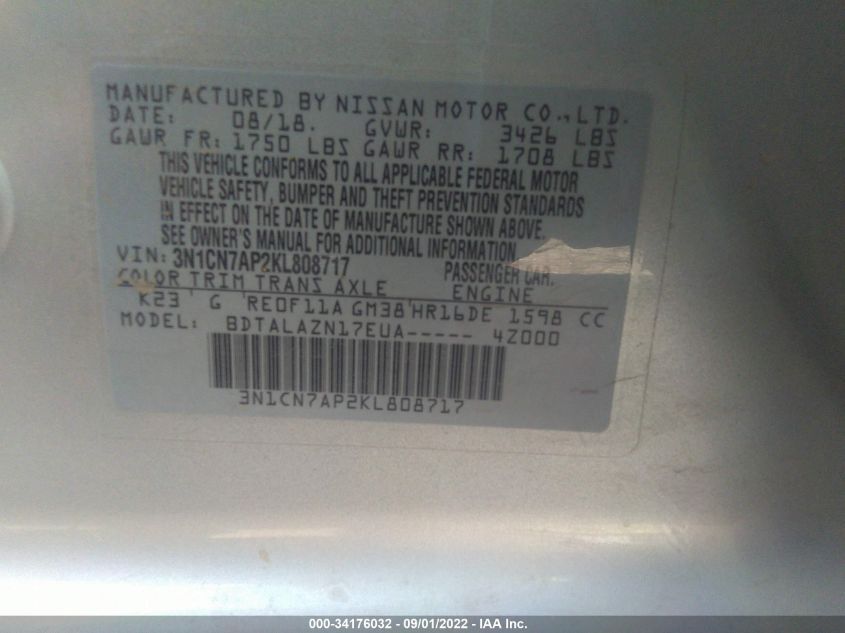 MANUFACTURED BY NISSAN MOTOR CO., LTD.
DATE: 08/18. GVWR: 3426 LBS
GAWR FR: 1750 LBS GAWR RR: 1708 LBS
THIS VEHICLE CONFORMS TO ALL APPLICABLE FEDERAL MOTOR
VEHICLE SAFETY, BUMPER AND THEFT PREVENTION STANDARDS
IN EFFECT ON THE DATE OF MANUFACTURE SHOWN ABOVE.
SEE OWNER'S MANUAL FOR ADDITIONAL INFORMATION
VIN: 3N1CN7AP2KL808717 PASSENGER CAR.
COLOR TRIM TRANS AXLE ENGINE
K23 G RE0F11A GM38 HR16DE 1598 CC
MODEL: BDTALAZN17EUA----- 4Z000
3N1CN7AP2KL808717
000-34176032 - 09/01/2022 - IAA Inc.